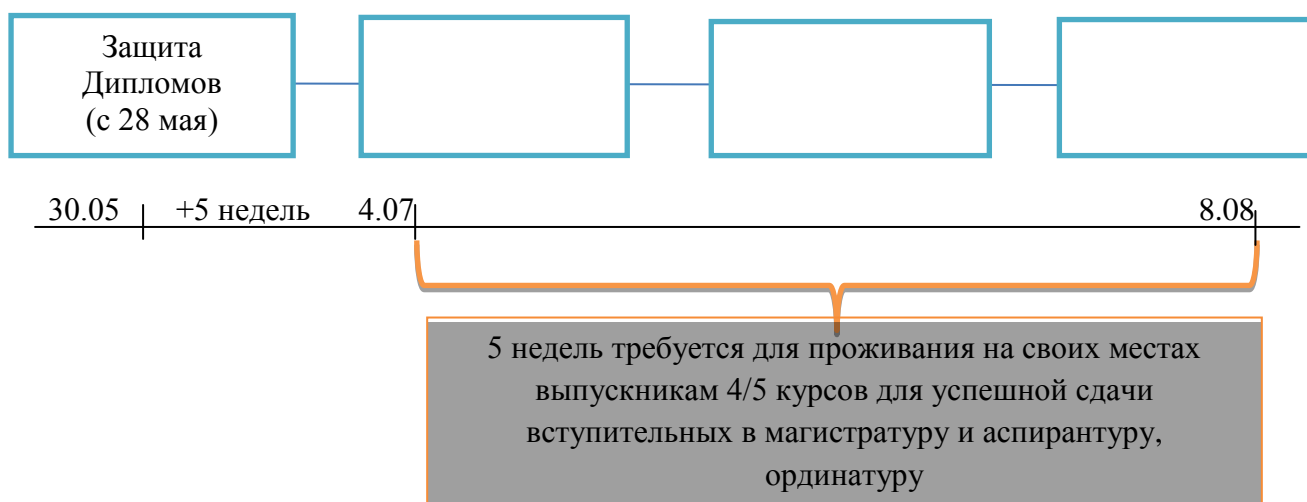 Защита
Дипломов
(с 28 мая)
30.05 +5 недель 4.07 8.08
5 недель требуется для проживания на своих местах
выпускникам 4/5 курсов для успешной сдачи
вступительных в магистратуру и аспирантуру,
ординатуру